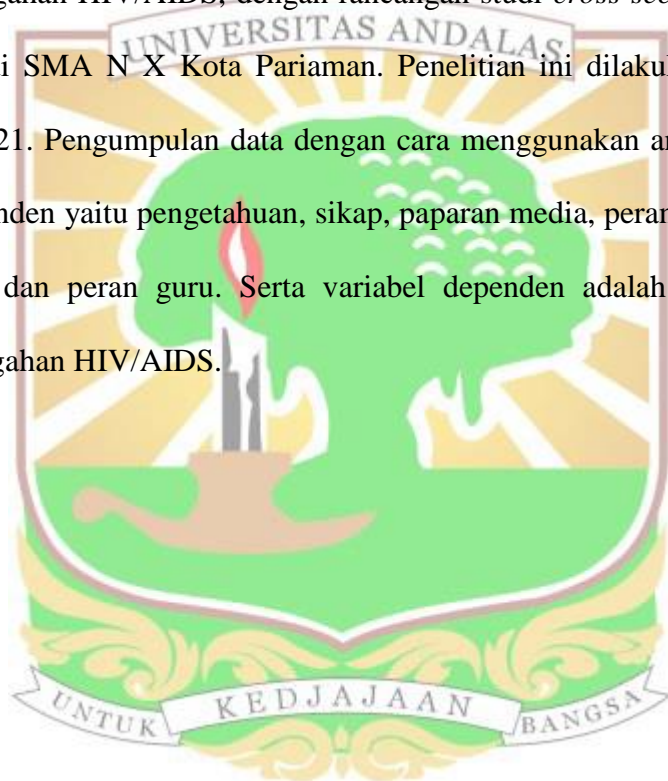 gahan HIV/AIDS, dengan rancangan studi cross sec
UNIVERSITAS ANDALAS
i SMA N X Kota Pariaman. Penelitian ini dilaku
21. Pengumpulan data dengan cara menggunakan a
nden yaitu pengetahuan, sikap, paparan media, peran
dan peran guru. Serta variabel dependen adalah
gahan HIV/AIDS.
UNTUK KEDJAJAAN BANGSA